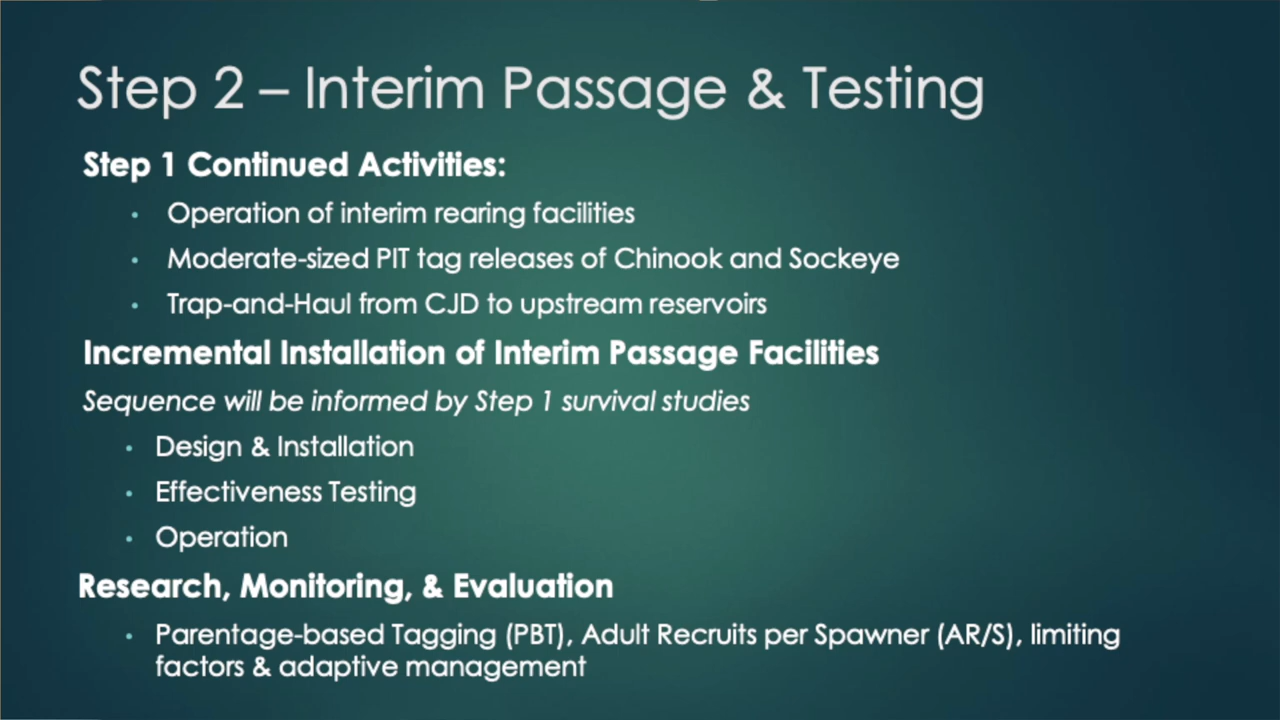 Step 2 – Interim Passage & Testing
Step 1 Continued Activities:
• Operation of interim rearing facilities
• Moderate-sized PIT tag releases of Chinook and Sockeye
• Trap-and-Haul from CJD to upstream reservoirs
Incremental Installation of Interim Passage Facilities
Sequence will be informed by Step 1 survival studies
• Design & Installation
• Effectiveness Testing
• Operation
Research, Monitoring, & Evaluation
• Parentage-based Tagging (PBT), Adult Recruits per Spawner (AR/S), limiting
factors & adaptive management